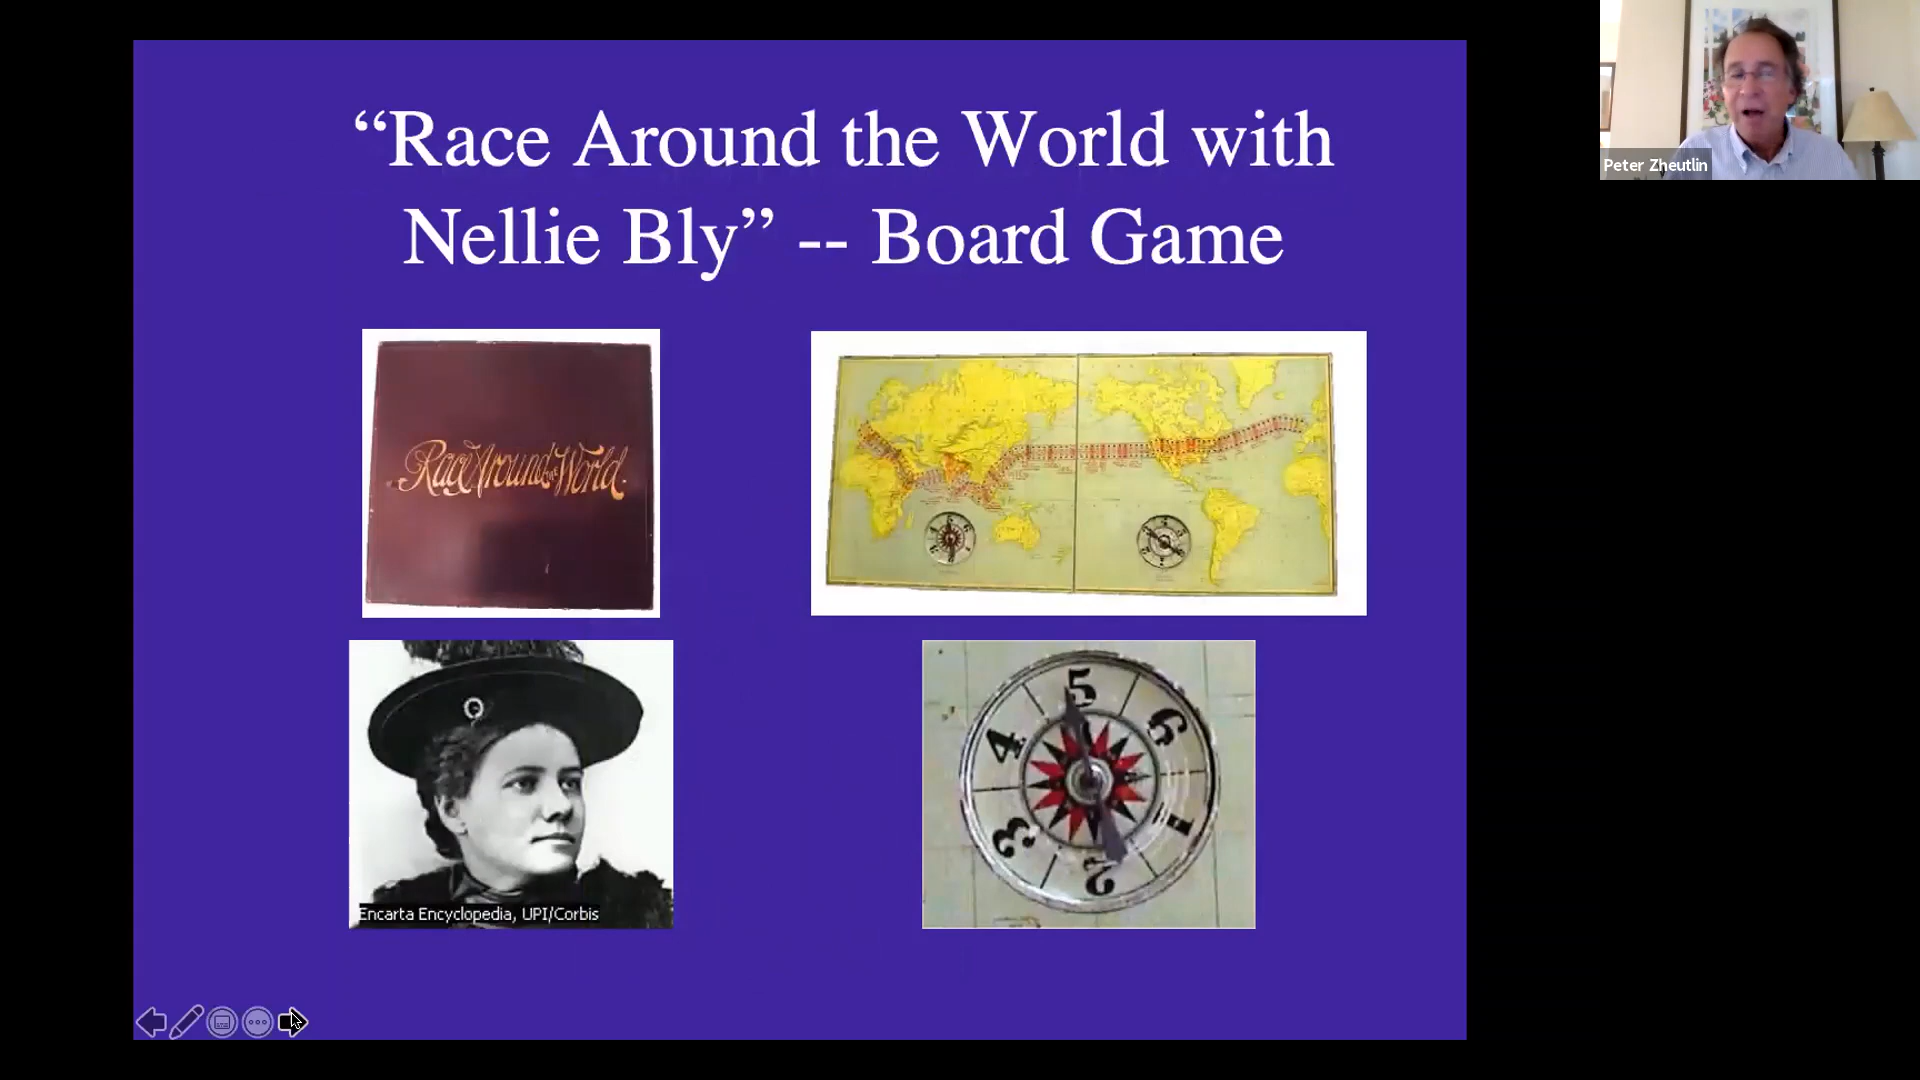 “Race Around the World with
Nellie Bly” -- Board Game
Peter Zheutlin
Race Around the World.
Encarta Encyclopedia, UPI/Corbis
5
6
1
2
3
4